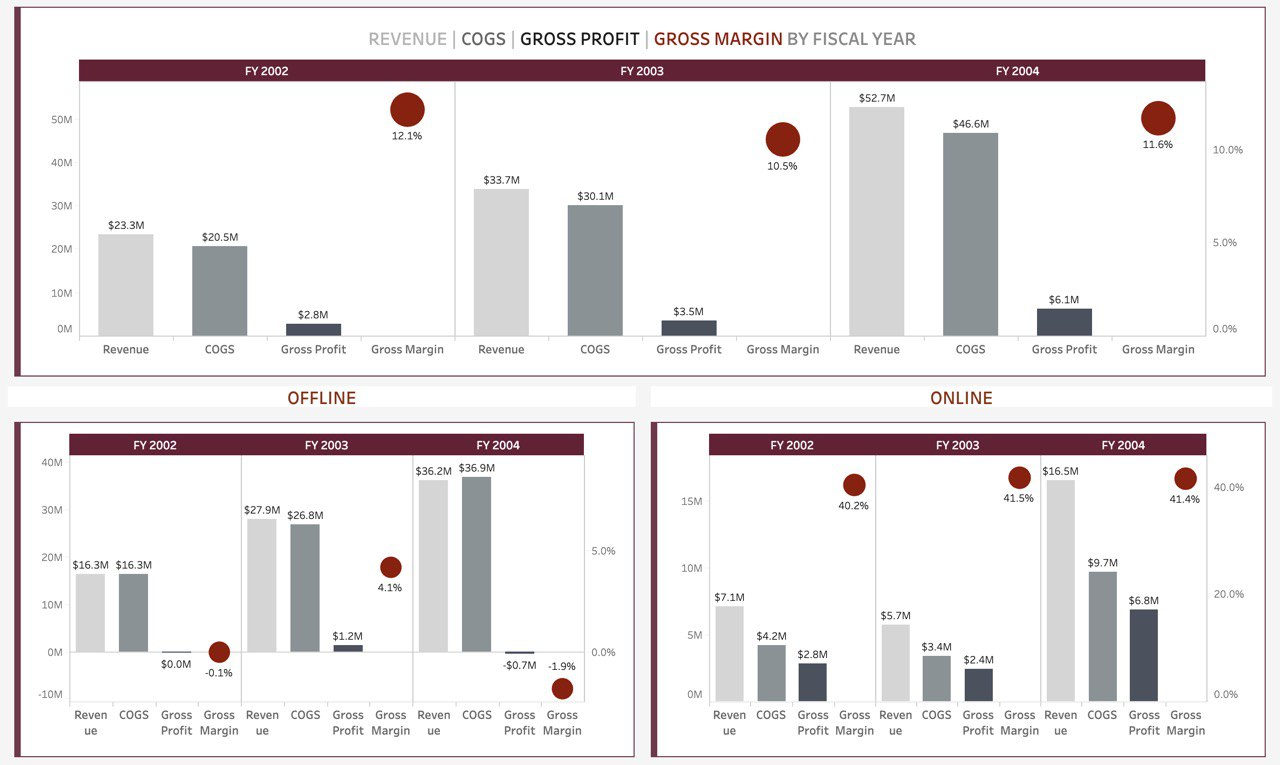 REVENUE | COGS | GROSS PROFIT | GROSS MARGIN BY FISCAL YEAR
FY 2002 FY 2003 FY 2004
50M
40M
30M
20M
10M
0M
$23.3M $20.5M $2.8M 12.1%
$33.7M $30.1M $3.5M 10.5%
$52.7M $46.6M $6.1M 11.6%
10.0%
5.0%
0.0%
Revenue COGS Gross Profit Gross Margin Revenue COGS Gross Profit Gross Margin Revenue COGS Gross Profit Gross Margin
OFFLINE
FY 2002 FY 2003 FY 2004
40M
30M
20M
10M
0M
-10M
$16.3M $16.3M $0.0M -0.1%
$27.9M $26.8M $1.2M 4.1%
$36.2M $36.9M -$0.7M -1.9%
5.0%
0.0%
Reven COGS Gross Gross Reven COGS Gross Gross Reven COGS Gross Gross
ue Profit Margin ue Profit Margin ue Profit Margin
ONLINE
FY 2002 FY 2003 FY 2004
15M
10M
5M
0M
$7.1M $4.2M $2.8M 40.2%
$5.7M $3.4M $2.4M 41.5%
$16.5M $9.7M $6.8M 41.4%
40.0%
20.0%
0.0%
Reven COGS Gross Gross Reven COGS Gross Gross Reven COGS Gross Gross
ue Profit Margin ue Profit Margin ue Profit Margin